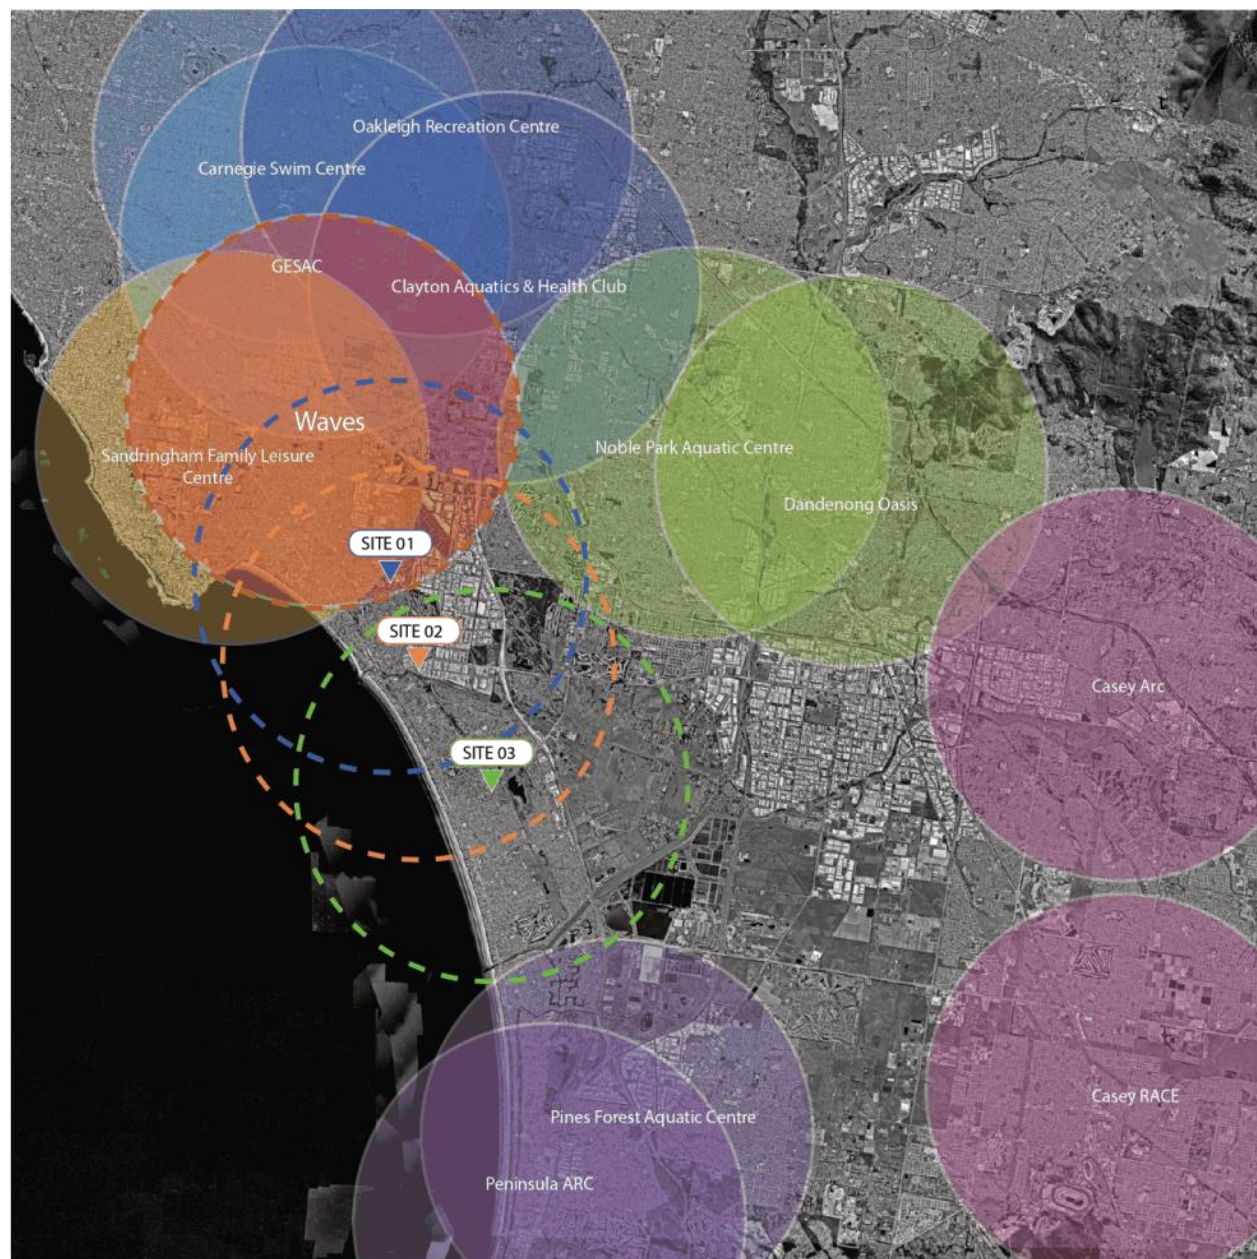 Oakleigh Recreation Centre
Carnegie Swim Centre
GESAC
Clayton Aquatics & Health Club
Waves
Noble Park Aquatic Centre
Sandringham Family Leisure
Centre
Dandenong Oasis
SITE 01
SITE 02
Casey Arc
SITE 03
Casey RACE
Pines Forest Aquatic Centre
Peninsula ARC